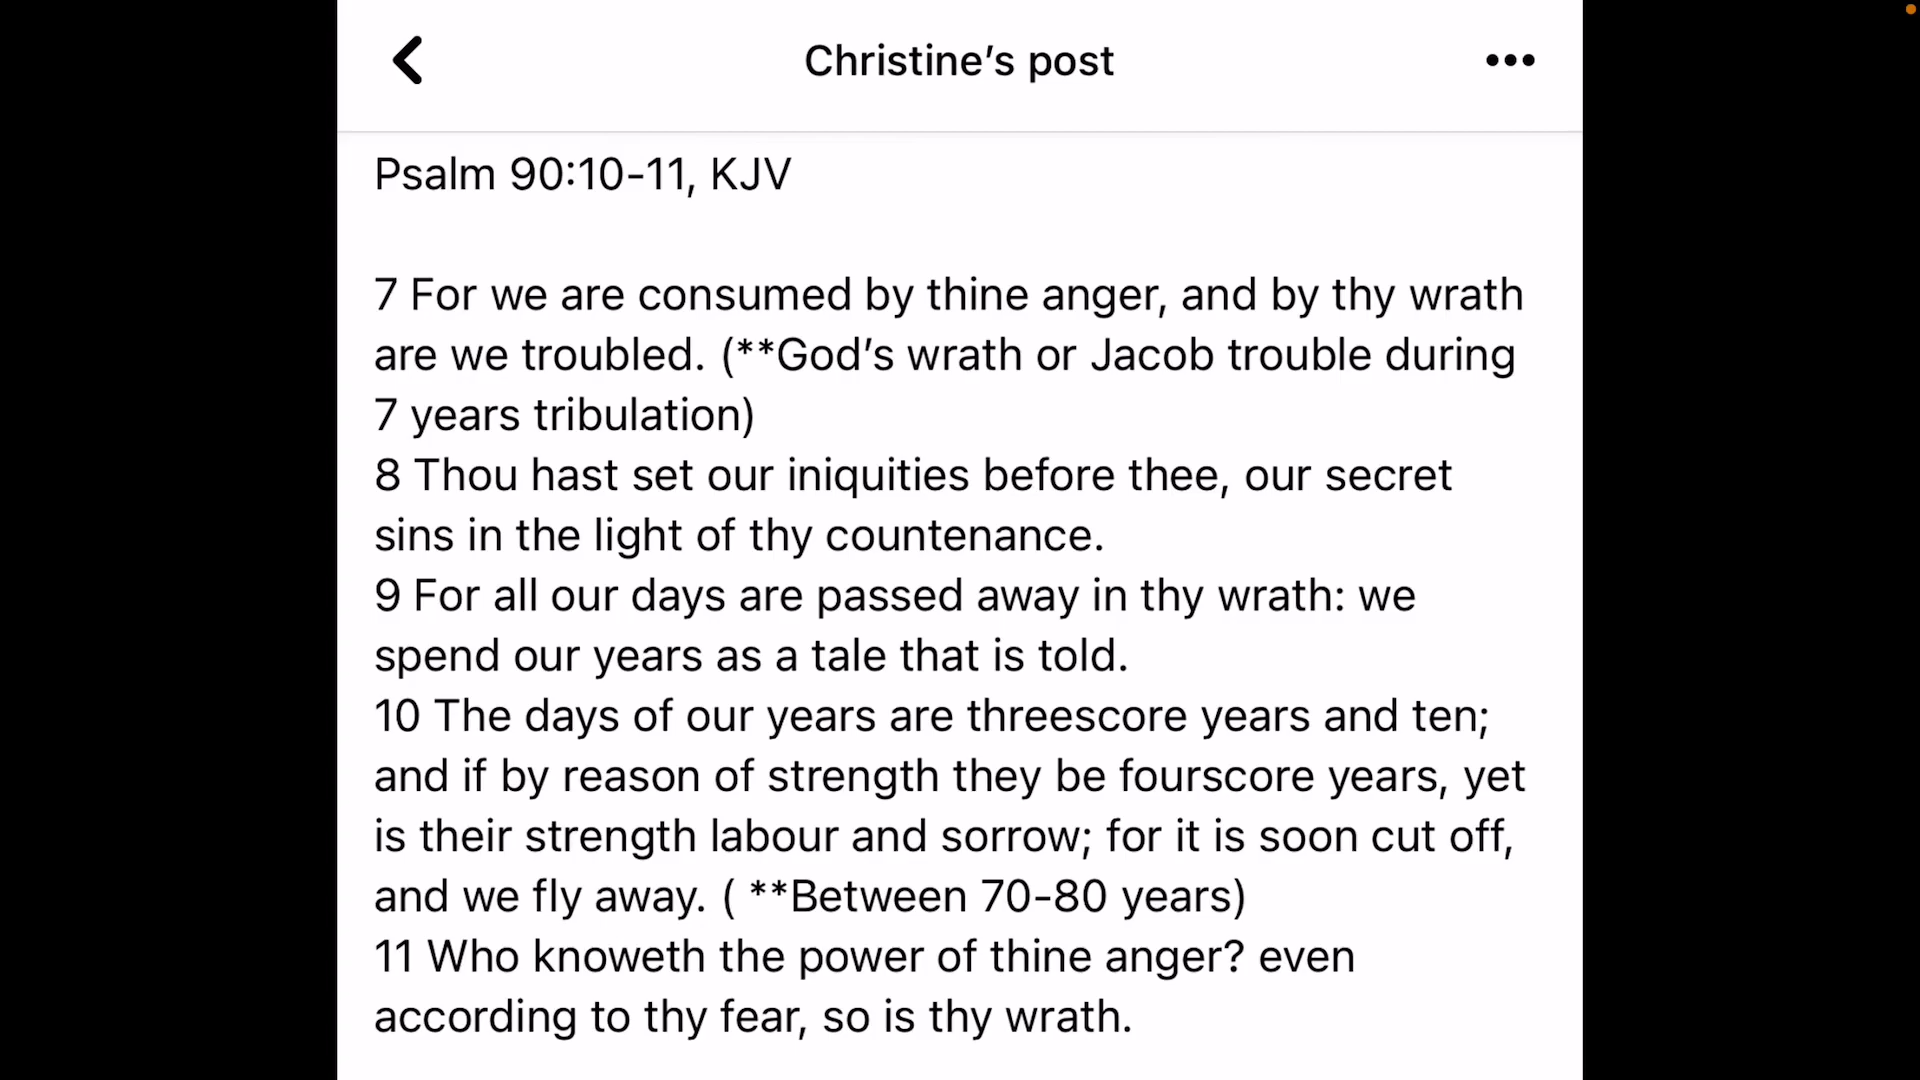 Christine’s post
Psalm 90:10-11, KJV
7 For we are consumed by thine anger, and by thy wrath
are we troubled. (**God’s wrath or Jacob trouble during
7 years tribulation)
8 Thou hast set our iniquities before thee, our secret
sins in the light of thy countenance.
9 For all our days are passed away in thy wrath: we
spend our years as a tale that is told.
10 The days of our years are threescore years and ten;
and if by reason of strength they be fourscore years, yet
is their strength labour and sorrow; for it is soon cut off,
and we fly away. ( **Between 70-80 years)
11 Who knoweth the power of thine anger? even
according to thy fear, so is thy wrath.